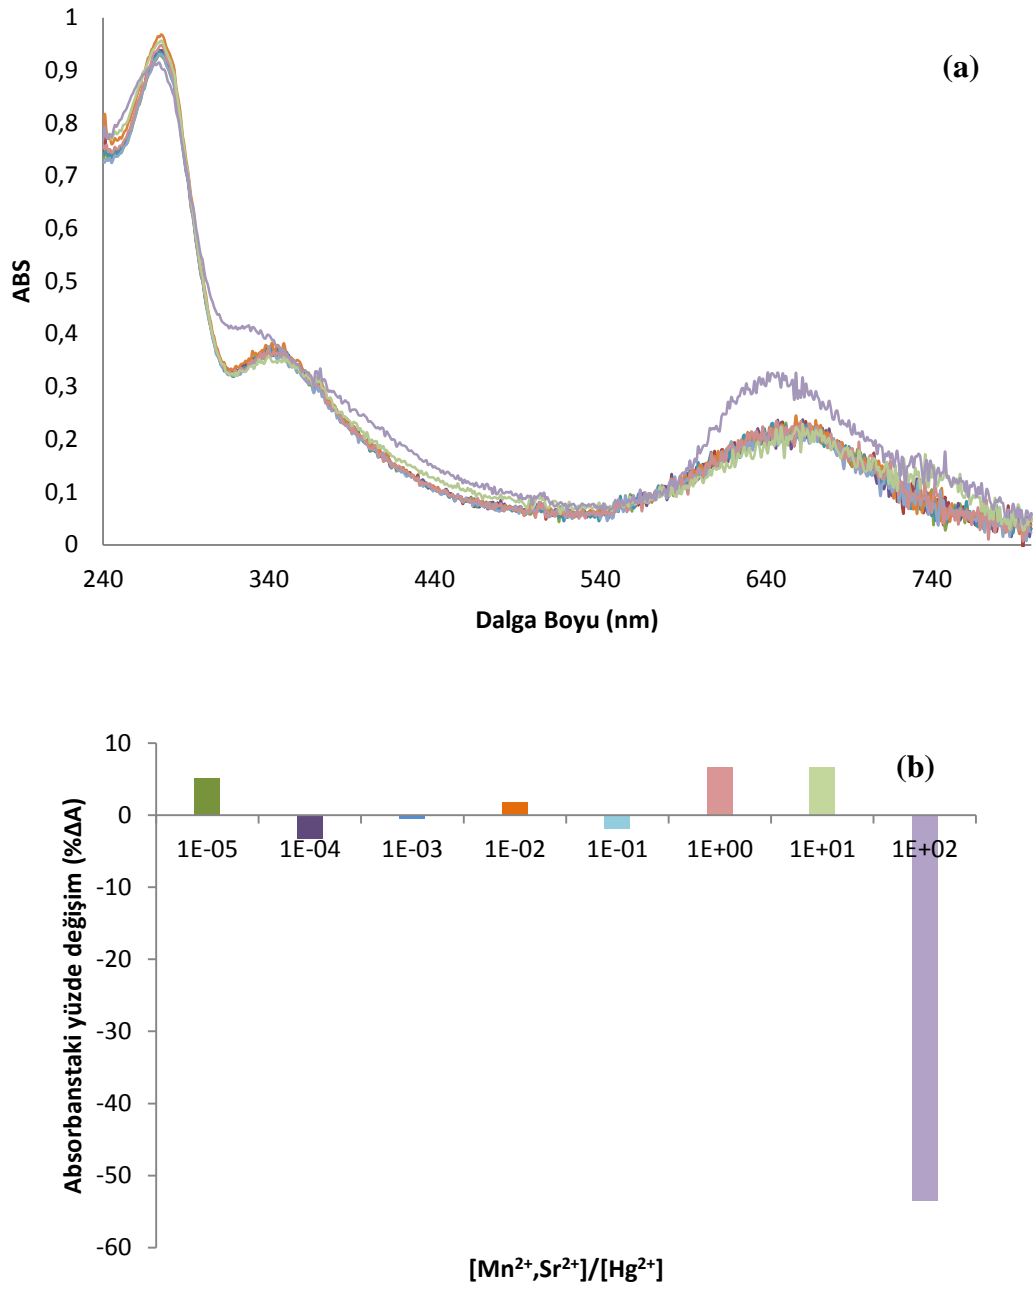 1
0,9
0,8
0,7
0,6
0,5
0,4
0,3
0,2
0,1
0
ABS
(a)
240 340 440 540 640 740
Dalga Boyu (nm)
10
0
-10
-20
-30
-40
-50
-60
Absorbanstaki yüzde değişim (%ΔA)
(b)
1E-05 1E-04 1E-03 1E-02 1E-01 1E+00 1E+01 1E+02
[Mn²⁺,Sr²⁺]/[Hg²⁺]